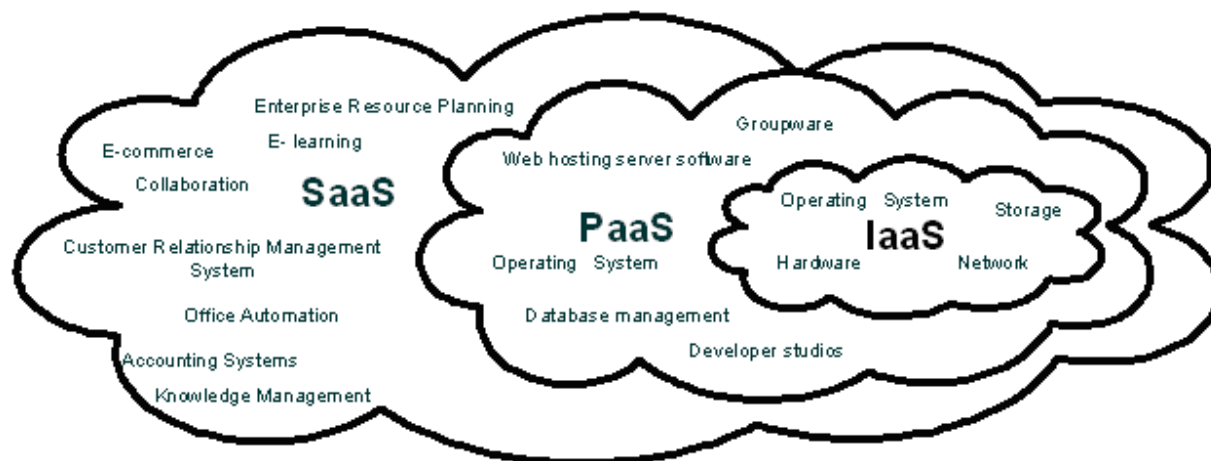 Enterprise Resource Planning
E-commerce
E- learning
Collaboration
SaaS
Customer Relationship Management
System
Office Automation
Accounting Systems
Knowledge Management
Groupware
Web hosting server software
PaaS
Operating System
Database management
Developer studios
Operating System
Storage
IaaS
Hardware
Network